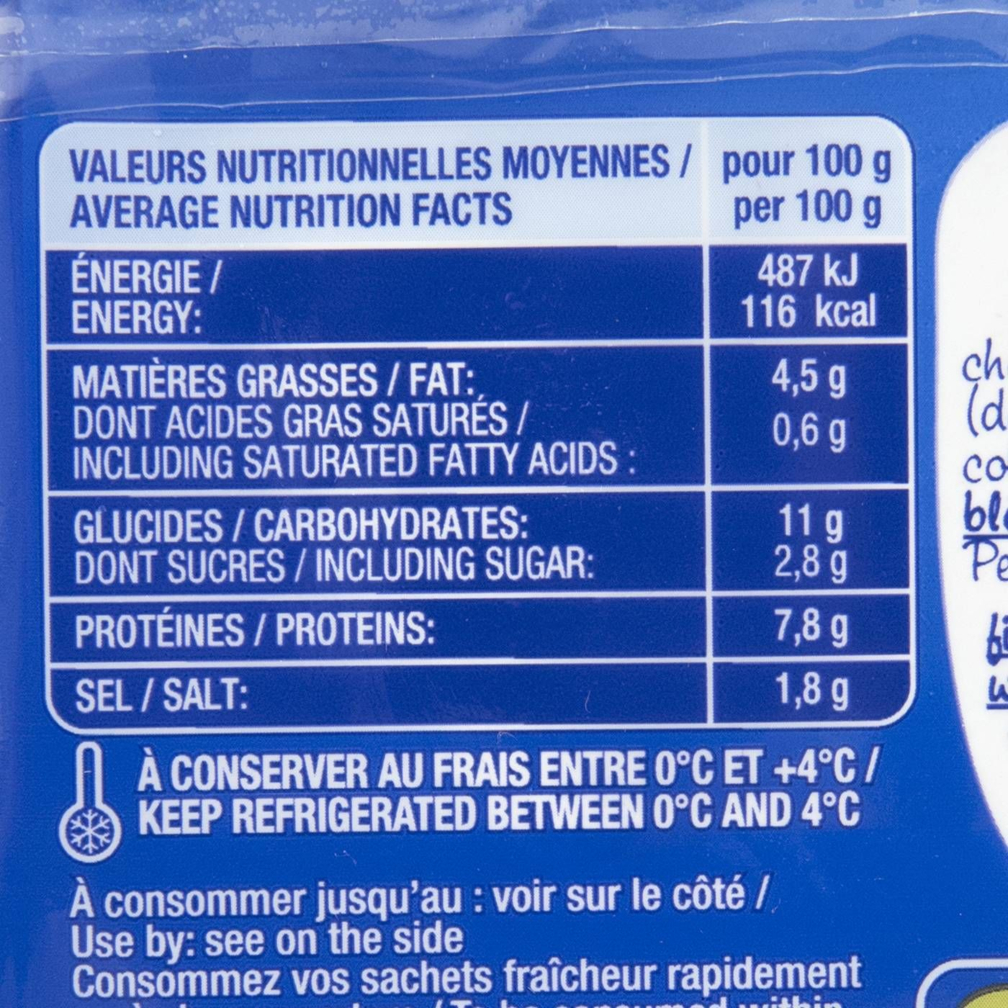 VALEURS NUTRITIONNELLES MOYENNES / pour 100 g
AVERAGE NUTRITION FACTS per 100 g
ÉNERGIE / 487 kJ
ENERGY: 116 kcal
MATIÈRES GRASSES / FAT: 4,5 g
DONT ACIDES GRAS SATURÉS / 0,6 g
INCLUDING SATURATED FATTY ACIDS :
GLUCIDES / CARBOHYDRATES: 11 g
DONT SUCRES / INCLUDING SUGAR: 2,8 g
PROTÉINES / PROTEINS: 7,8 g
SEL / SALT: 1,8 g
À CONSERVER AU FRAIS ENTRE 0°C ET +4°C /
KEEP REFRIGERATED BETWEEN 0°C AND 4°C
À consommer jusqu'au : voir sur le côté /
Use by: see on the side
Consommez vos sachets fraîcheur rapidement